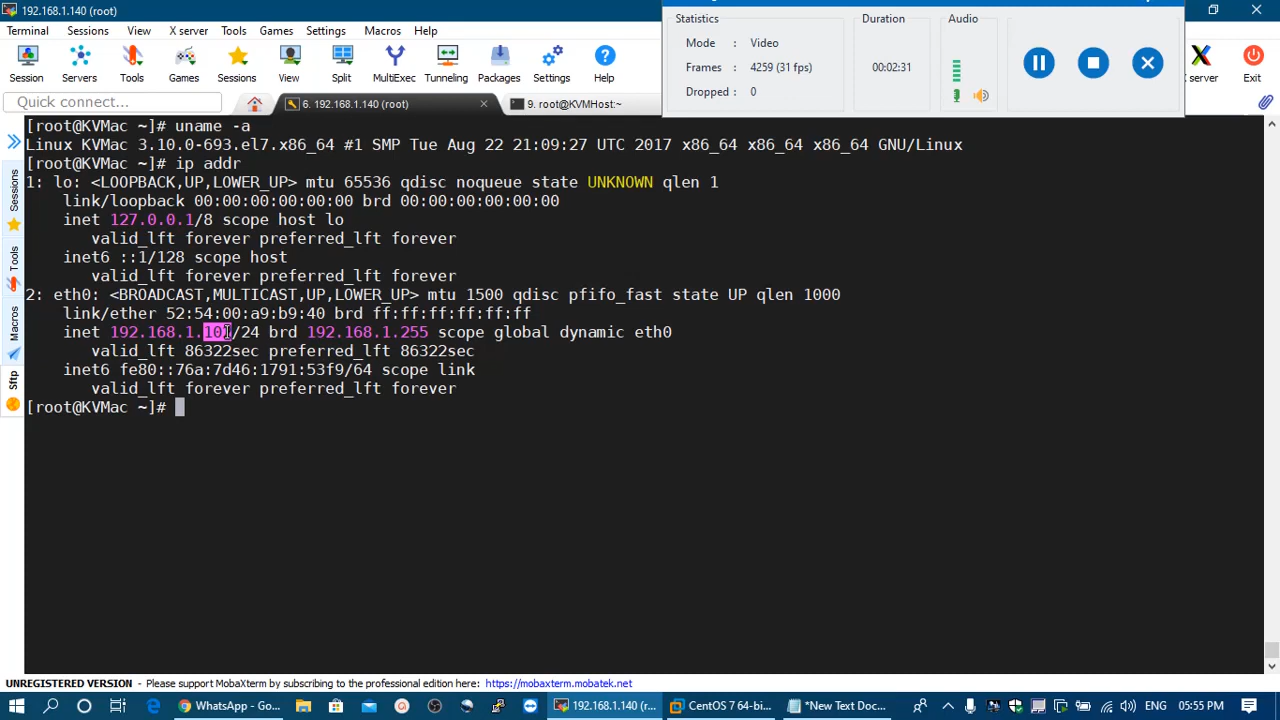 192.168.1.140 (root)
Terminal Sessions View X server Tools Games Settings Macros Help
Session Servers Tools Games Sessions View Split MultiExec Tunneling Packages Settings Help
X server Exit
Statistics Duration Audio
Mode : Video
Frames : 4259 (31 fps) 00:02:31
Dropped : 0
Quick connect...
6. 192.168.1.140 (root)
9. root@KVMHost:~
Sessions
Tools
Macros
Sftp
[root@KVMac ~]# uname -a
Linux KVMac 3.10.0-693.el7.x86_64 #1 SMP Tue Aug 22 21:09:27 UTC 2017 x86_64 x86_64 x86_64 GNU/Linux
[root@KVMac ~]# ip addr
1: lo: <LOOPBACK,UP,LOWER_UP> mtu 65536 qdisc noqueue state UNKNOWN qlen 1
link/loopback 00:00:00:00:00:00 brd 00:00:00:00:00:00
inet 127.0.0.1/8 scope host lo
valid_lft forever preferred_lft forever
inet6 ::1/128 scope host
valid_lft forever preferred_lft forever
2: eth0: <BROADCAST,MULTICAST,UP,LOWER_UP> mtu 1500 qdisc pfifo_fast state UP qlen 1000
link/ether 52:54:00:a9:b9:40 brd ff:ff:ff:ff:ff:ff
inet /24 brd 192.168.1.255 scope global dynamic eth0
valid_lft 86322sec preferred_lft 86322sec
inet6 fe80::76a:7d46:1791:53f9/64 scope link
valid_lft forever preferred_lft forever
[root@KVMac ~]#
UNREGISTERED VERSION - Please support MobaXterm by subscribing to the professional edition here: https://mobaxterm.mobatek.net
WhatsApp - Go... 192.168.1.140 (r... CentOS 7 64-bi... *New Text Doc... ENG 05:55 PM